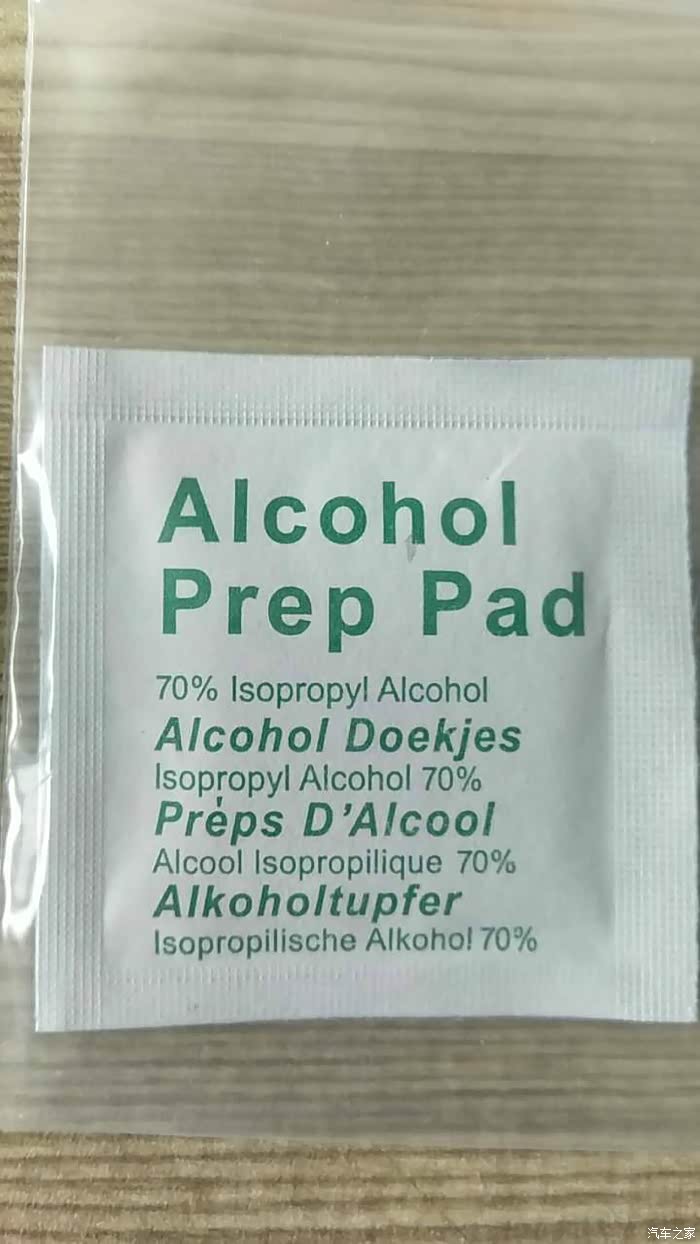 Alcohol
Prep Pad
70% Isopropyl Alcohol
Alcohol Doekjes
Isopropyl Alcohol 70%
Prėps D'Alcool
Alcool Isopropilique 70%
Alkoholtupfer
Isopropilische Alkohol 70%
汽车之家